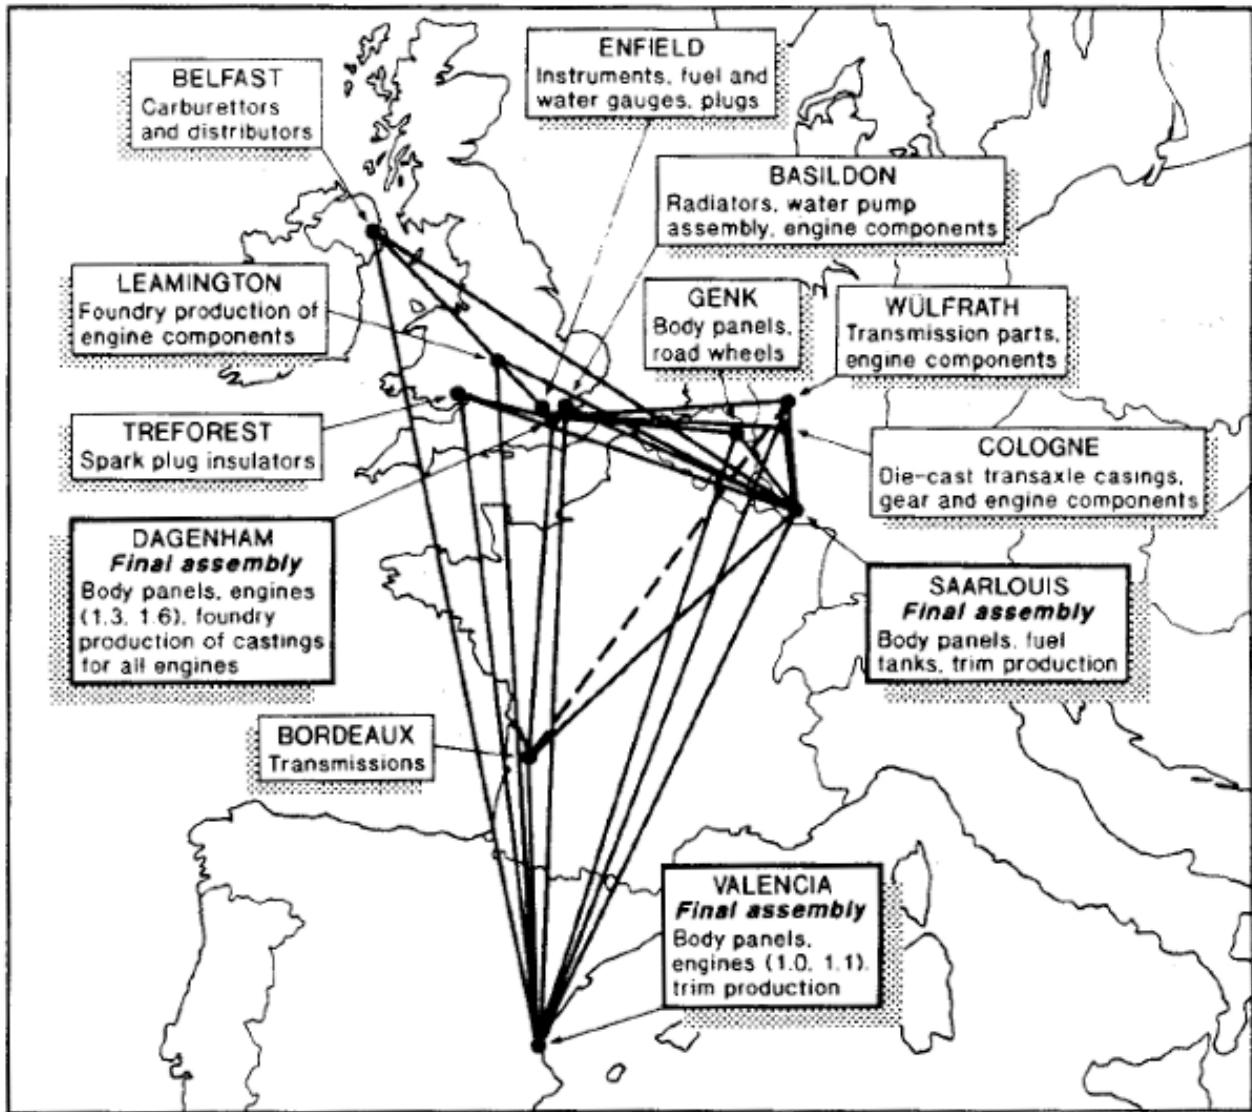 BELFAST
Carburettors
and distributors
ENFIELD
Instruments, fuel and
water gauges, plugs
BASILDON
Radiators, water pump
assembly, engine components
LEAMINGTON
Foundry production of
engine components
GENK
Body panels,
road wheels
WÜLFRATH
Transmission parts,
engine components
TREFOREST
Spark plug insulators
COLOGNE
Die-cast transaxle casings,
gear and engine components
DAGENHAM
Final assembly
Body panels, engines
(1.3, 1.6), foundry
production of castings
for all engines
SAARLOUIS
Final assembly
Body panels, fuel
tanks, trim production
BORDEAUX
Transmissions
VALENCIA
Final assembly
Body panels,
engines (1.0, 1.1),
trim production